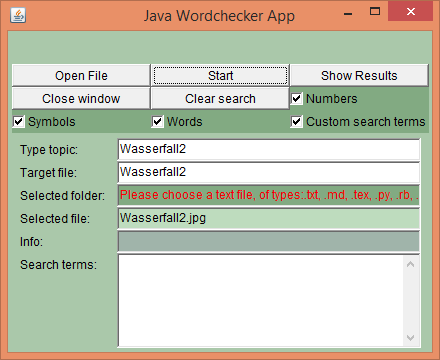 Java Wordchecker App
Open File Start Show Results
Close window Clear search Numbers
Symbols Words Custom search terms
Type topic: Wasserfall2
Target file: Wasserfall2
Selected folder: Please choose a text file, of types:.txt, .md, .tex, .py, .rb, .
Selected file: Wasserfall2.jpg
Info:
Search terms: